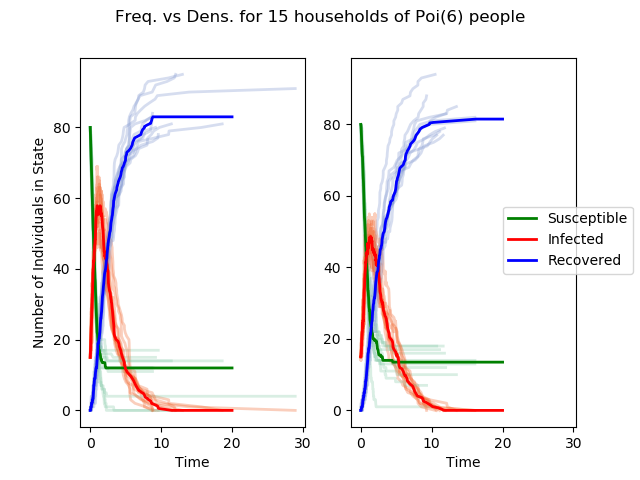 Freq. vs Dens. for 15 households of Poi(6) people
Number of Individuals in State
80
60
40
20
0
0
10
20
30
Time
80
60
40
20
0
0
10
20
30
Time
Susceptible
Infected
Recovered